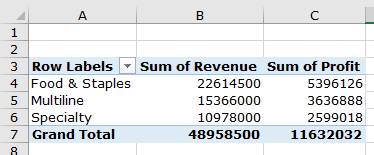 A B C
1
2
3 Row Labels Sum of Revenue Sum of Profit
4 Food & Staples 22614500 5396126
5 Multiline 15366000 3636888
6 Specialty 10978000 2599018
7 Grand Total 48958500 11632032
8